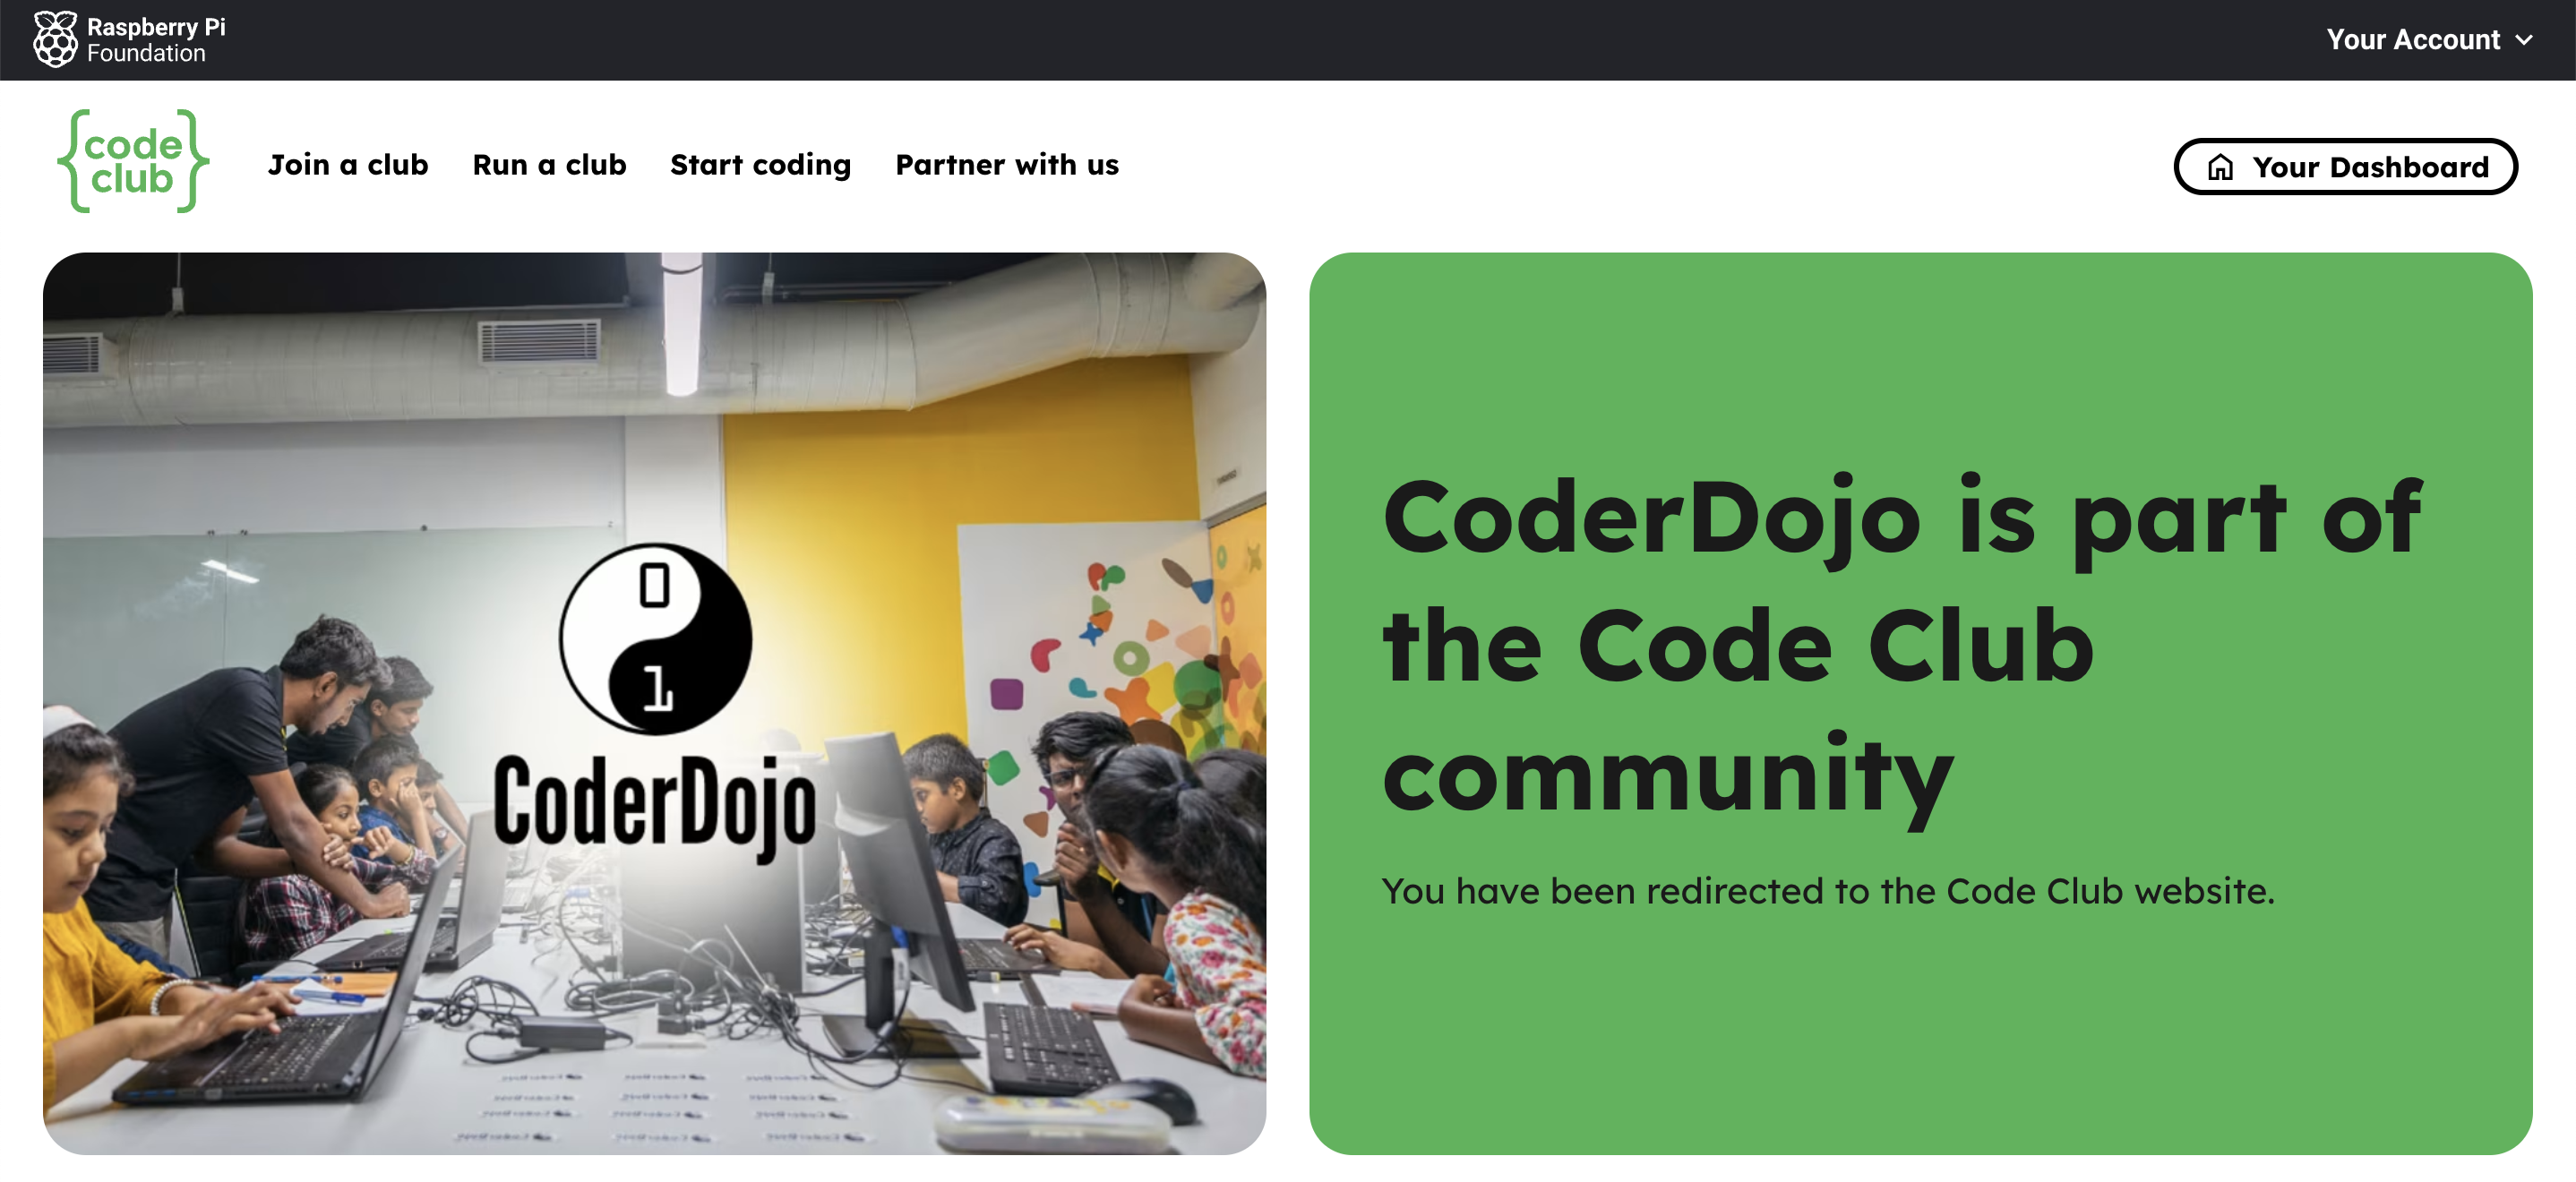 Raspberry Pi
Foundation
Your Account
{code
club}
Join a club
Run a club
Start coding
Partner with us
Your Dashboard
0
1
CoderDojo
CoderDojo is part of
the Code Club
community
You have been redirected to the Code Club website.